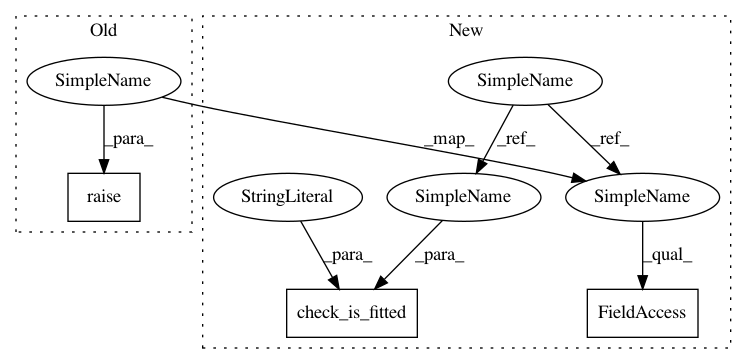 Old
New
SimpleName
SimpleName
_para_
_map_
_ref_
_ref_
raise
StringLiteral
SimpleName
SimpleName
_para_
_para_
_qual_
check_is_fitted
FieldAccess